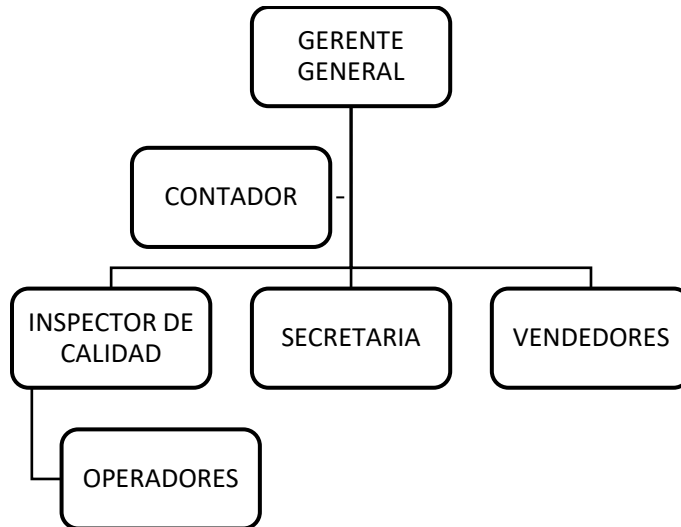 GERENTE
GENERAL
CONTADOR
INSPECTOR DE
CALIDAD
SECRETARIA
VENDEDORES
OPERADORES